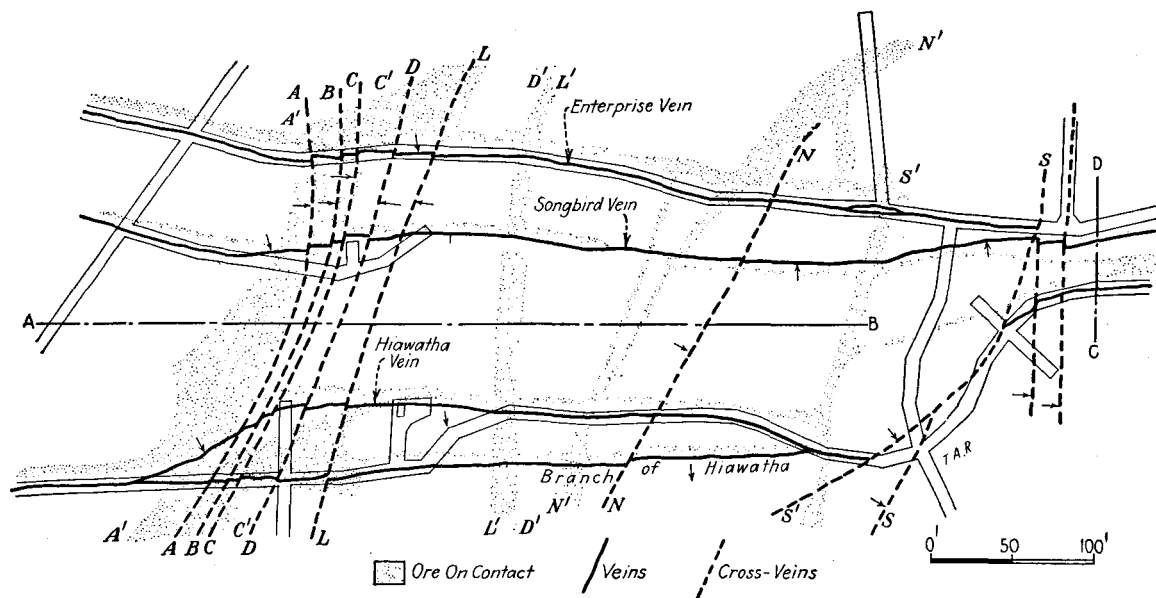 N'
L
D
C'
C
B
A
A'
D' L'
Enterprise Vein
N
S'
S
D
Songbird Vein
A
B
Hiawatha
Vein
C
T.A.R
Branch of Hiawatha
A'
A B C
C'
D
L
L' D'
N'
N
S'
S
0' 50 100'
Ore On Contact
Veins
Cross-Veins